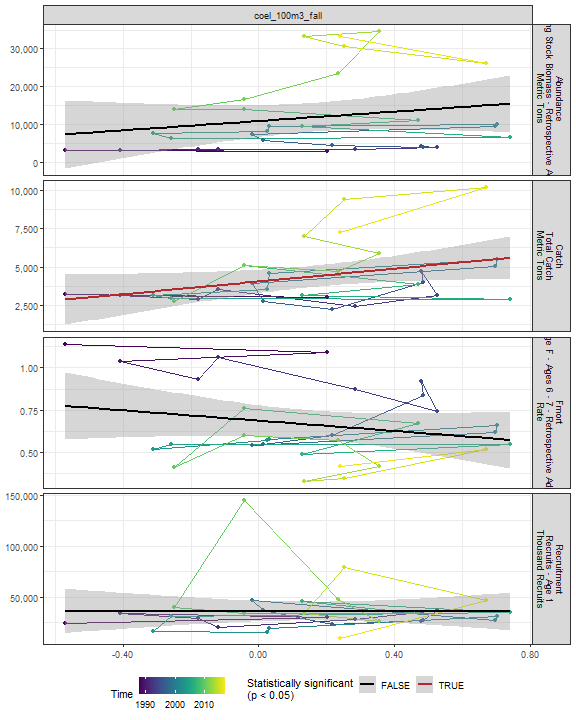 coel_100m3_fall
30,000
20,000
10,000
0
Abundance
ng Stock Biomass - Retrospective A
Metric Tons
10,000
7,500
5,000
2,500
Catch
Total Catch
Metric Tons
1.00
0.75
0.50
Fmort
ge F - Ages 6 - 7 - Retrospective Ad
Rate
150,000
100,000
50,000
Recruitment
Recruits - Age 1
Thousand Recruits
-0.40
0.00
0.40
0.80
Time
1990 2000 2010
Statistically significant
(p < 0.05)
FALSE
TRUE